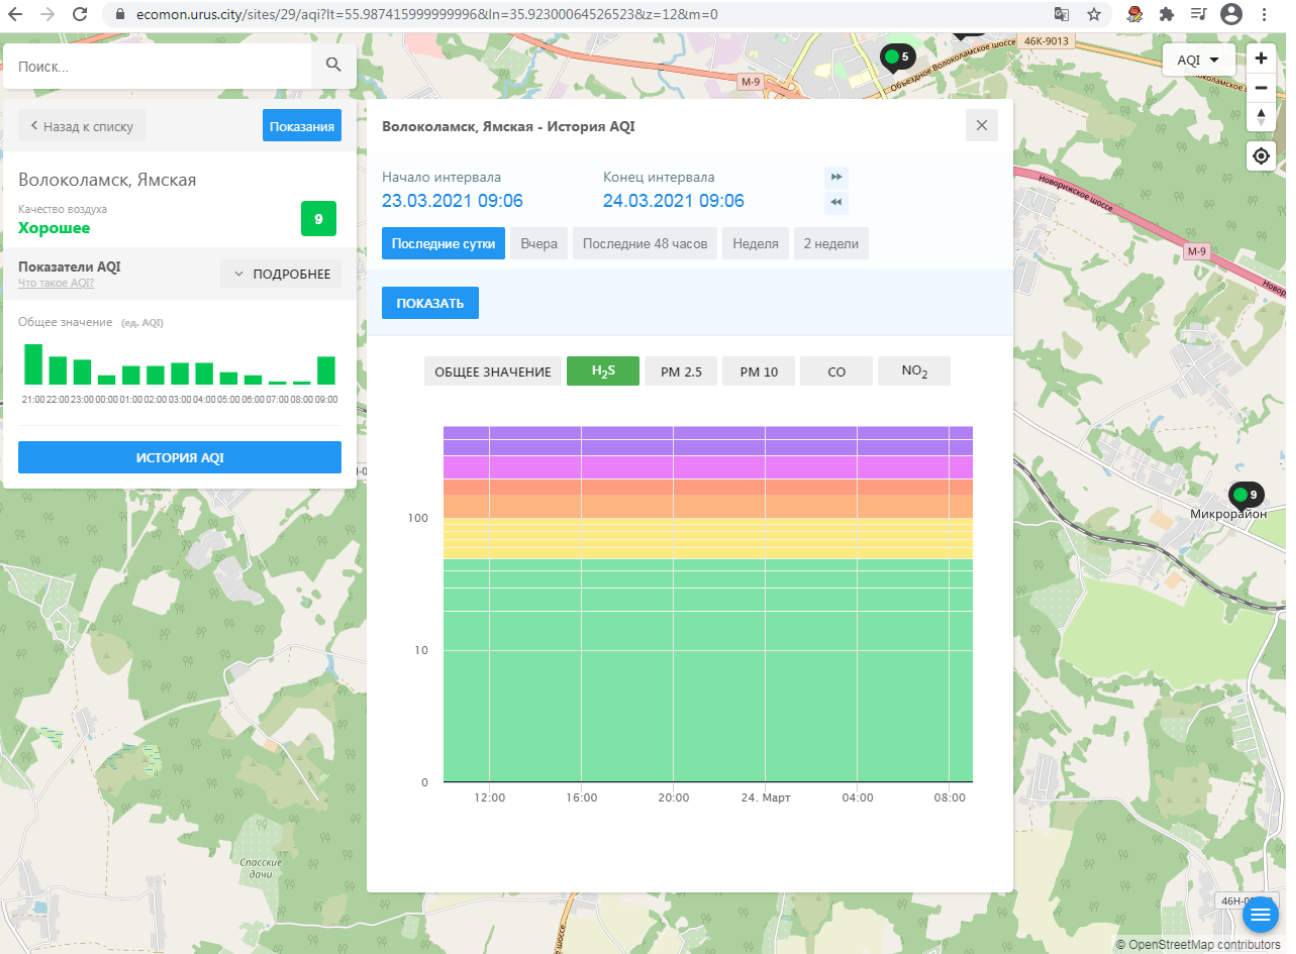 ecomon.urus.city/sites/29/aqi?lt=55.987415999999996&ln=35.92300064526523&z=12&m=0
Поиск...
Назад к списку
Показания
Волоколамск, Ямская
Качество воздуха
Хорошее
9
Показатели AQI
Что такое AQI?
ПОДРОБНЕЕ
Общее значение (ед. AQI)
21:00 22:00 23:00 00:00 01:00 02:00 03:00 04:00 05:00 06:00 07:00 08:00 09:00
ИСТОРИЯ AQI
Волоколамск, Ямская - История AQI
Начало интервала
23.03.2021 09:06
Конец интервала
24.03.2021 09:06
Последние сутки
Вчера
Последние 48 часов
Неделя
2 недели
ПОКАЗАТЬ
ОБЩЕЕ ЗНАЧЕНИЕ
H2S
PM 2.5
PM 10
CO
NO2
100
10
0
12:00 16:00 20:00 24. Март 04:00 08:00
AQI
5
46K-9013
M-9
Объездное Волоколамское шоссе
Новорижское шоссе
M-9
9
Микрорайон
Спасские
дачи
шоссе
© OpenStreetMap contributors